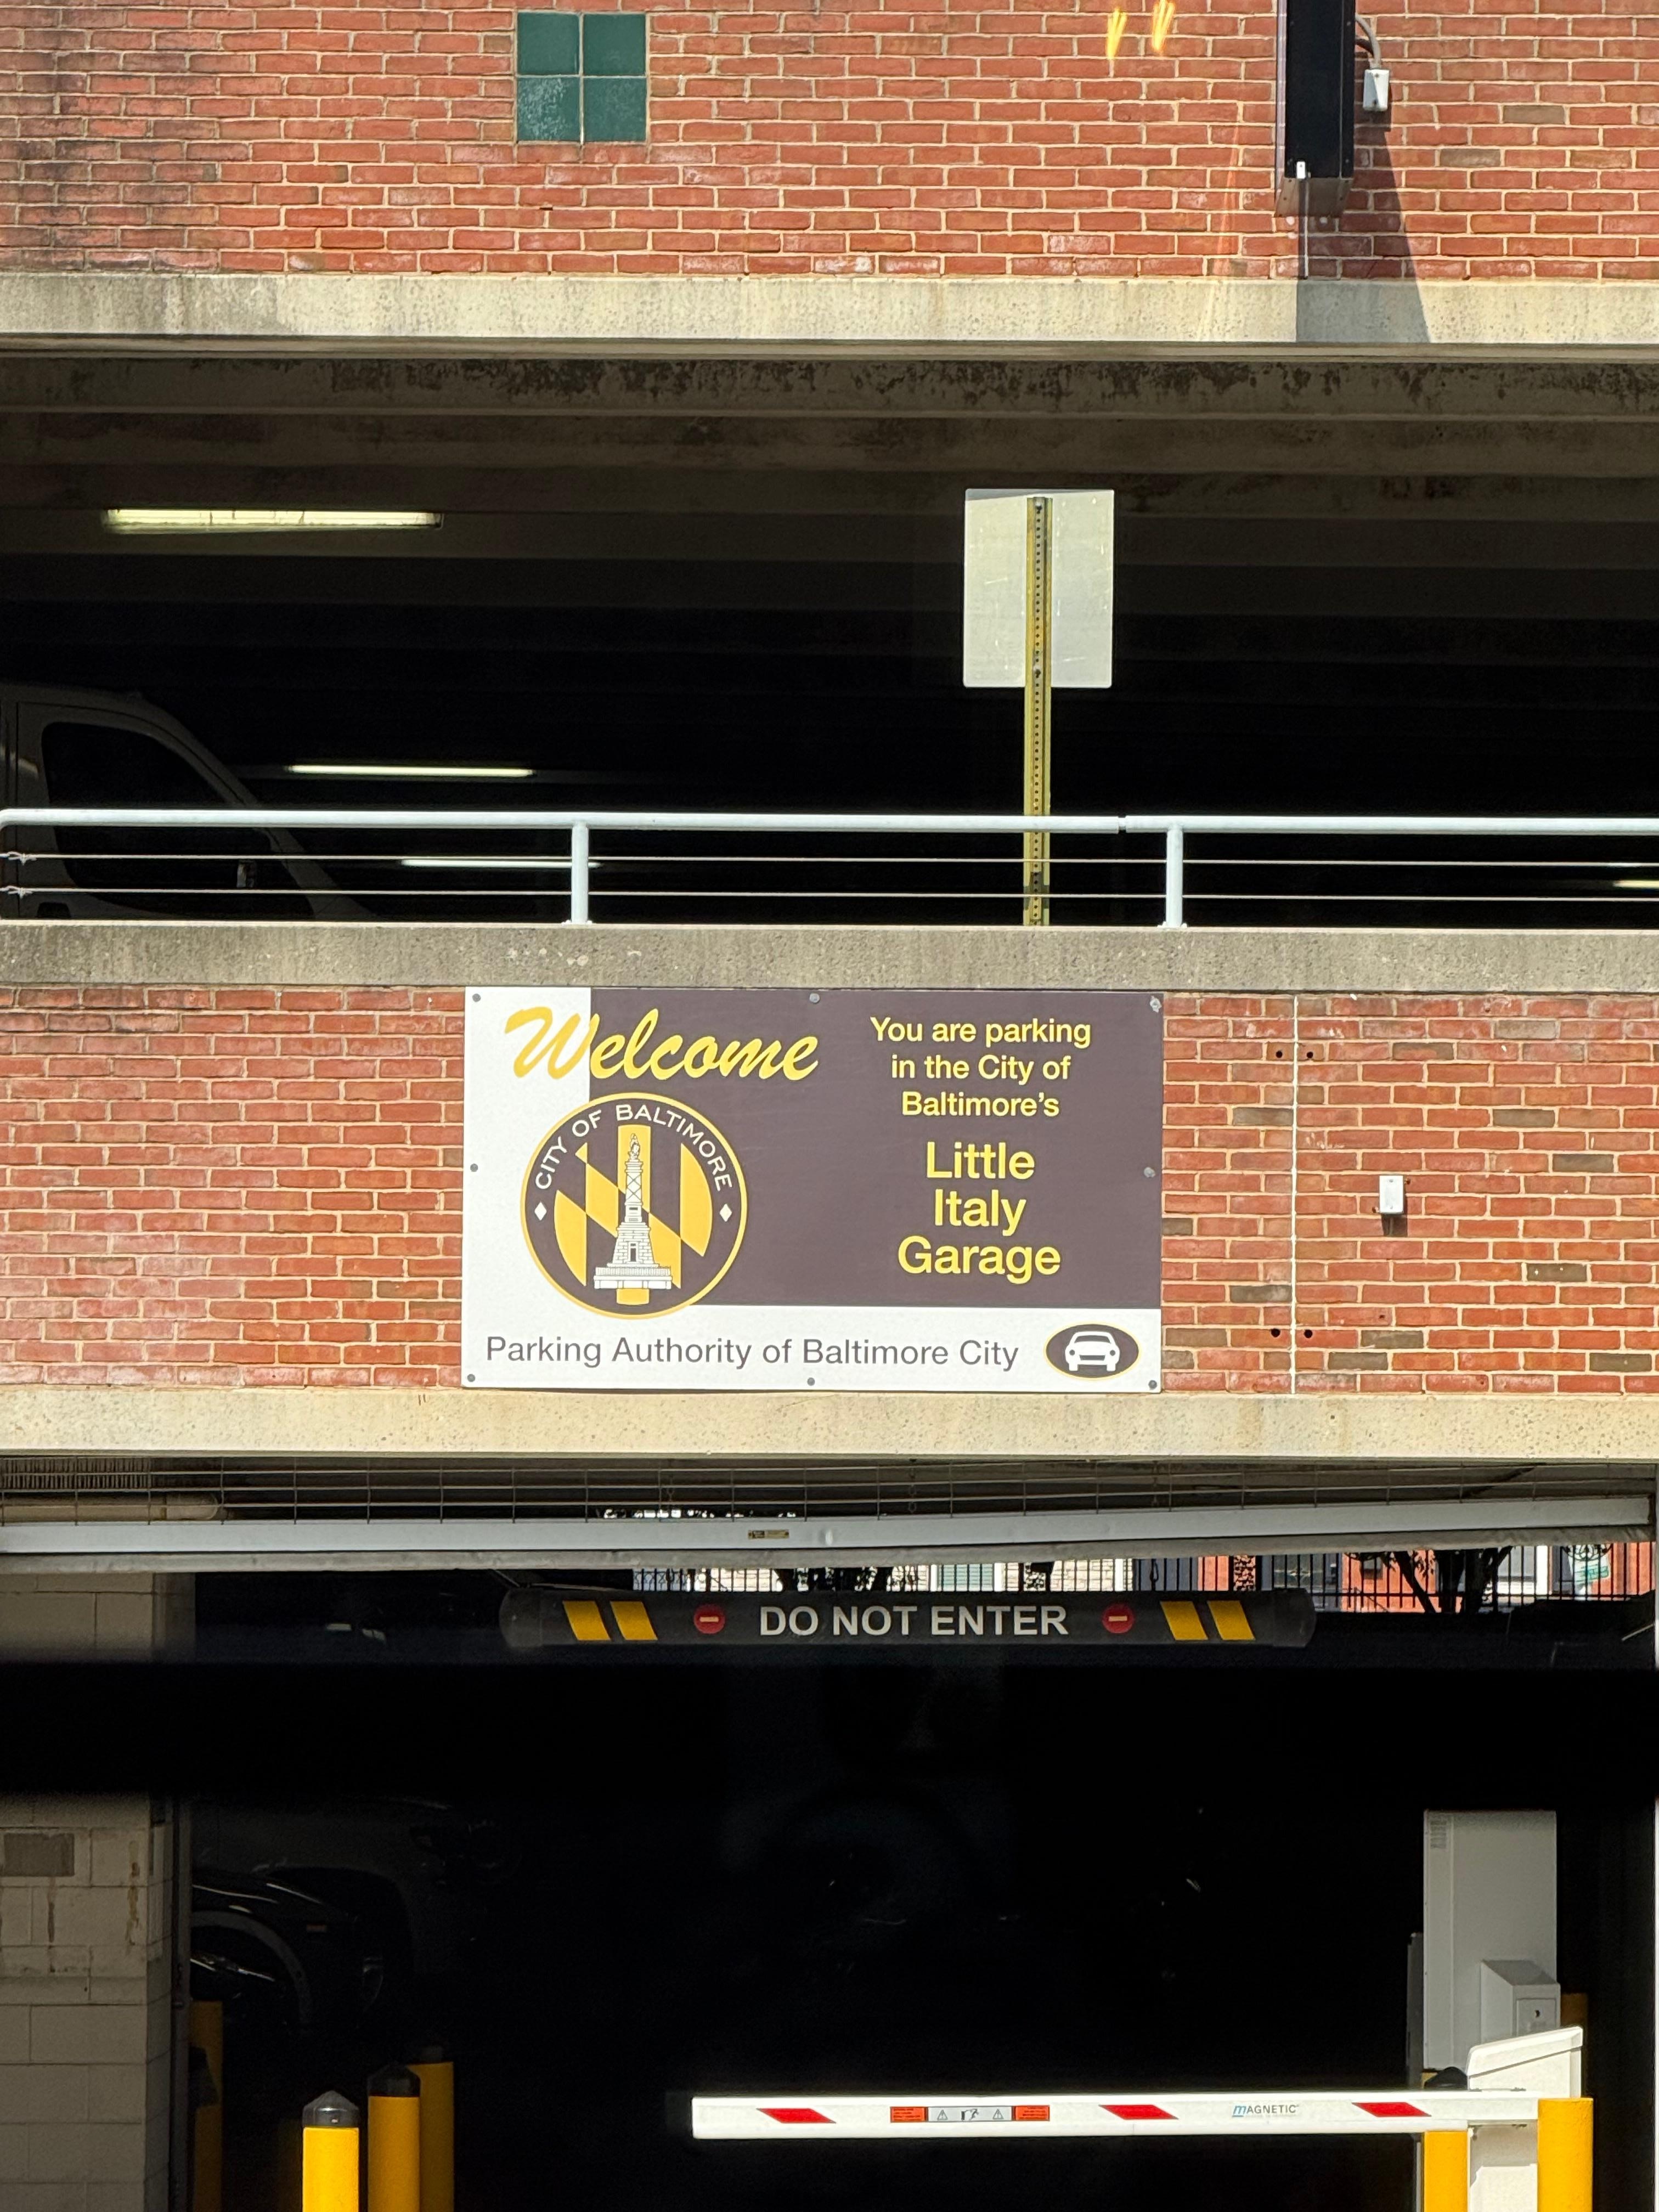 Welcome
CITY OF BALTIMORE
You are parking
in the City of
Baltimore's
Little
Italy
Garage
Parking Authority of Baltimore City
DO NOT ENTER
MAGNETIC